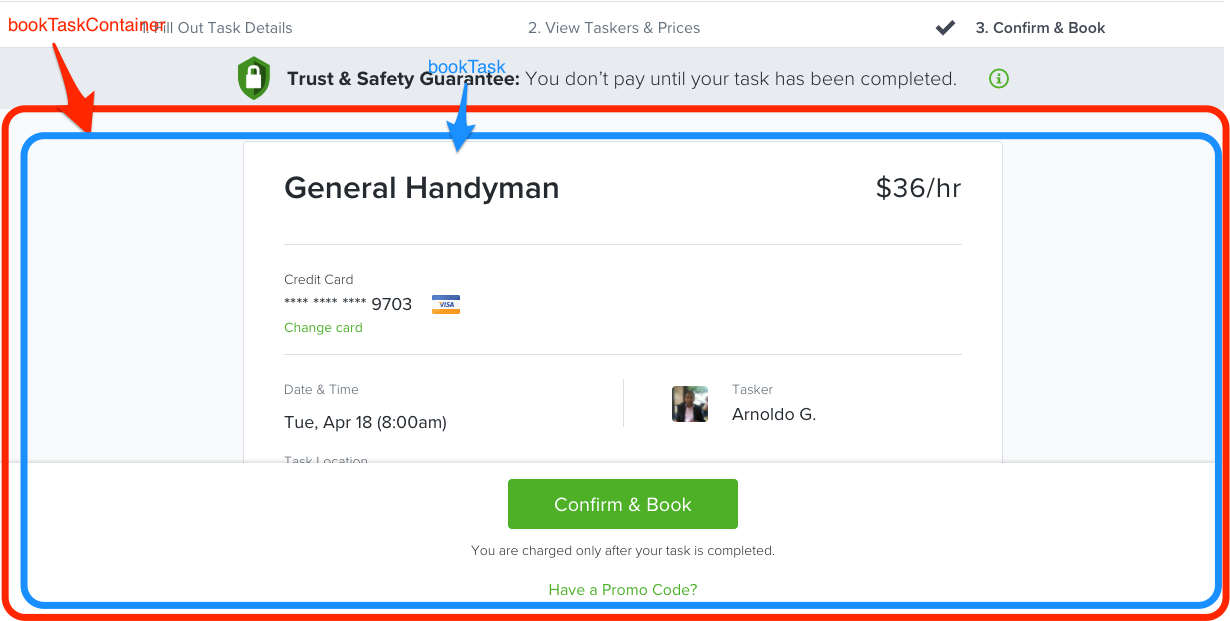 bookTaskContainer
1. Fill Out Task Details
2. View Taskers & Prices
3. Confirm & Book
bookTask
Trust & Safety Guarantee: You don’t pay until your task has been completed.
General Handyman
$36/hr
Credit Card
**** **** **** 9703 VISA
Change card
Date & Time
Tue, Apr 18 (8:00am)
Tasker
Arnoldo G.
Task Location
Confirm & Book
You are charged only after your task is completed.
Have a Promo Code?